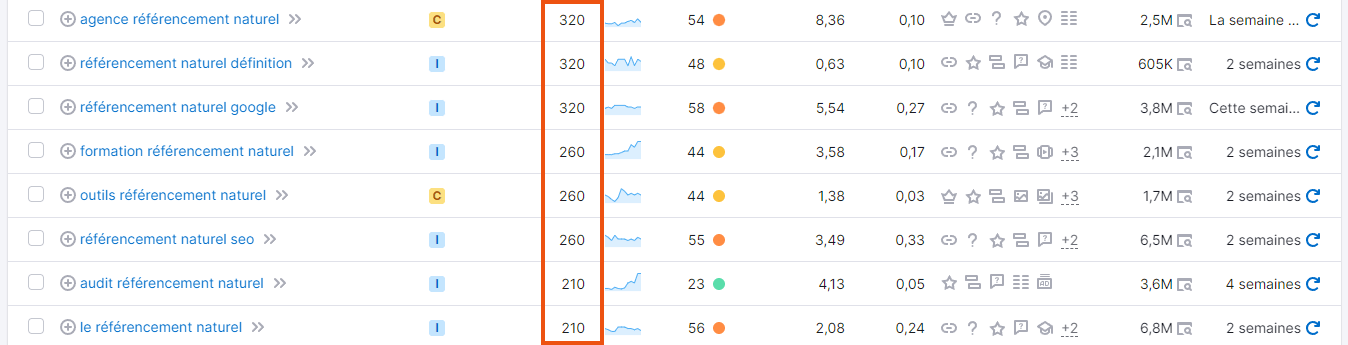 agence référencement naturel C 320 54 8,36 0,10 2,5M La semaine ...
référencement naturel définition I 320 48 0,63 0,10 605K 2 semaines
référencement naturel google I 320 58 5,54 0,27 +2 3,8M Cette semai...
formation référencement naturel I 260 44 3,58 0,17 +3 2,1M 2 semaines
outils référencement naturel C 260 44 1,38 0,03 +3 1,7M 2 semaines
référencement naturel seo I 260 55 3,49 0,33 +2 6,5M 2 semaines
audit référencement naturel I 210 23 4,13 0,05 AD 3,6M 4 semaines
le référencement naturel I 210 56 2,08 0,24 +2 6,8M 2 semaines